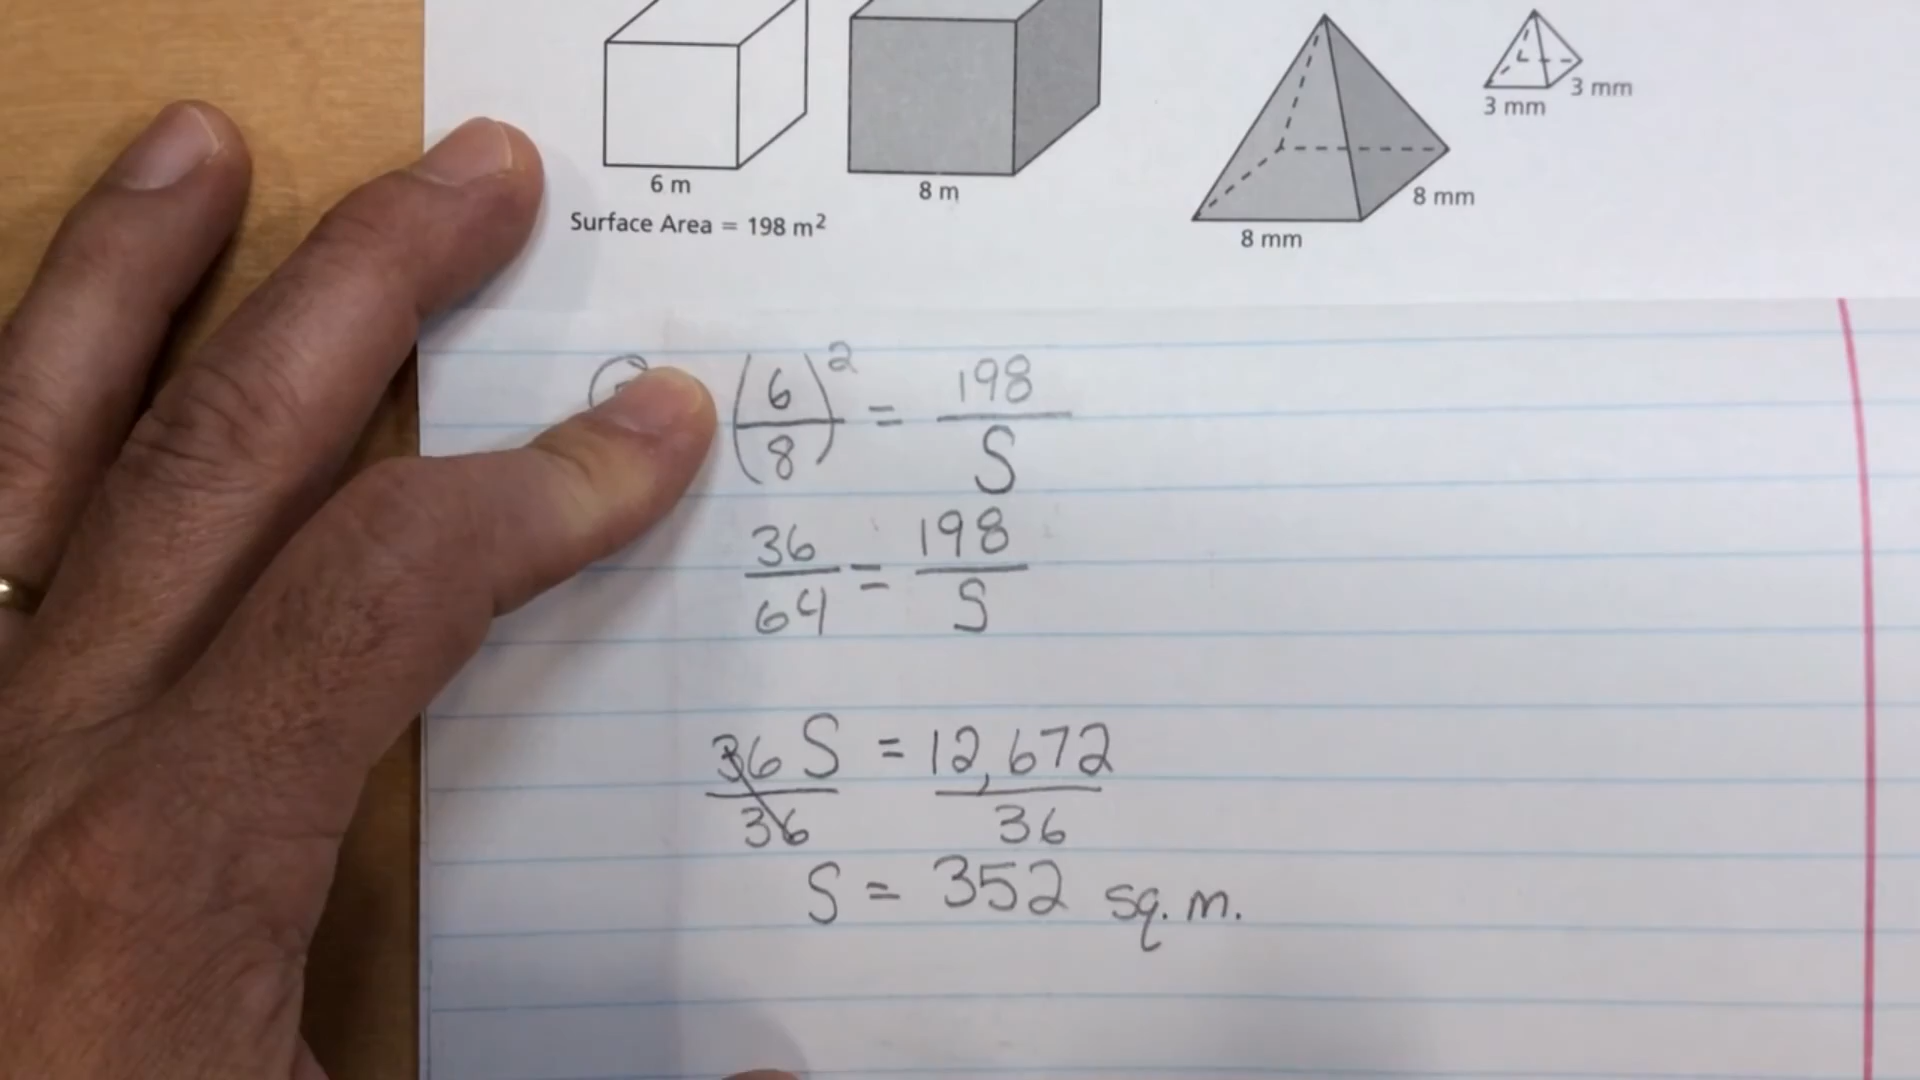 6 m
Surface Area = 198 m²
8 m
8 mm
8 mm
3 mm
3 mm
(6/8)² = 198/S
36/64 = 198/S
36 S/36 = 12,672/36
S = 352 sq. m.